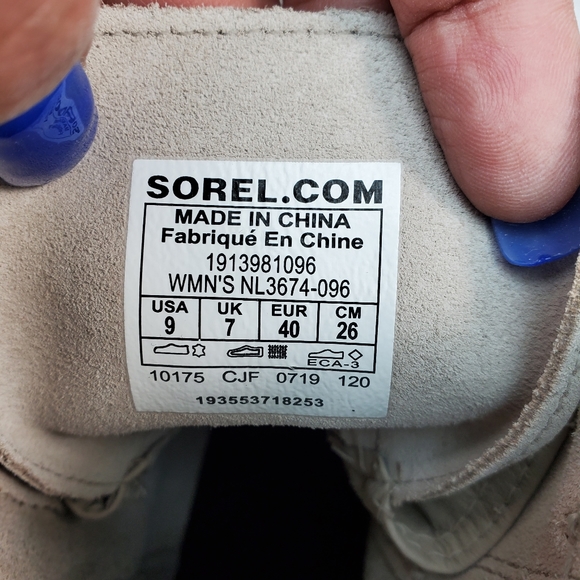 SOREL.COM
MADE IN CHINA
Fabriqué En Chine
1913981096
WMN'S NL3674-096
USA UK EUR CM
9 7 40 26
ECA-3
10175 CJF 0719 120
193553718253